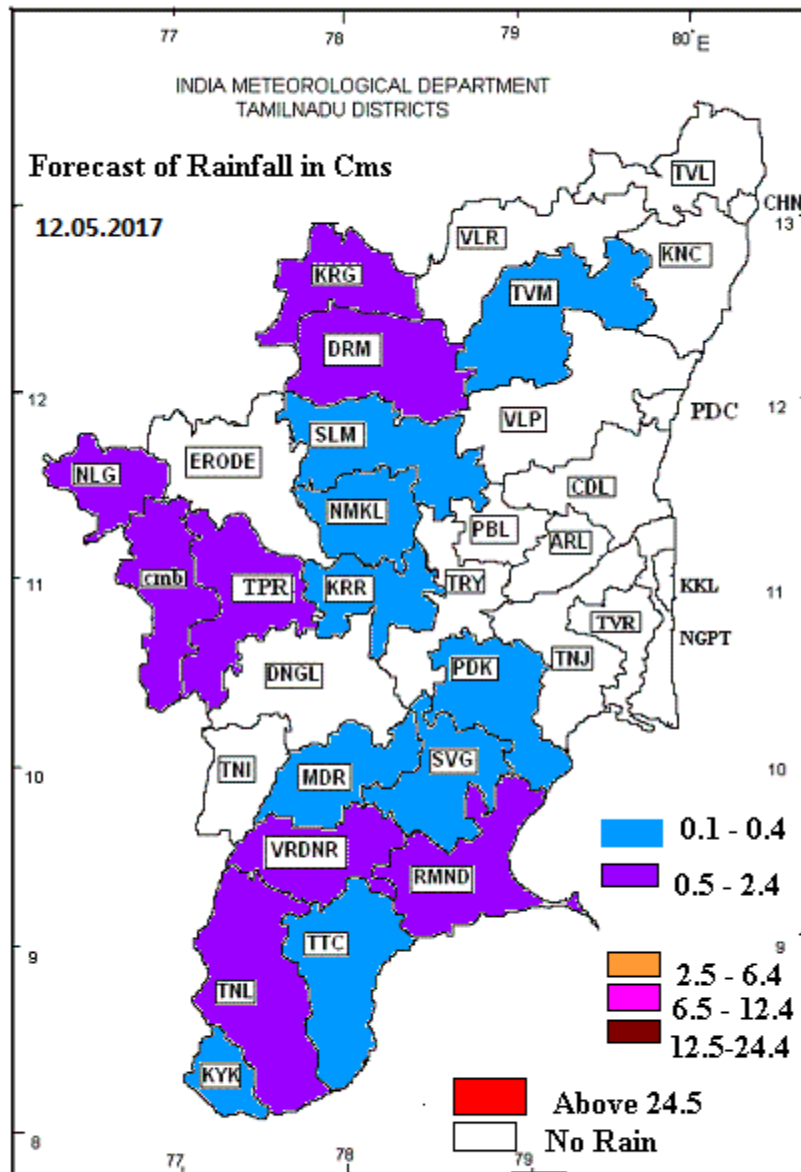 77 78 79 80°E
INDIA METEOROLOGICAL DEPARTMENT
TAMILNADU DISTRICTS
Forecast of Rainfall in Cms
12.05.2017
TVL
CHN
13
VLR
KNC
KRG
TVM
DRM
12
12
PDC
VLP
SLM
ERODE
NLG
CDL
NMKL
PBL
ARL
11
cmb
TPR
KRR
TRY
KKL
11
TVR
NGPT
DNGL
PDK
TNJ
10
TNI
MDR
SVG
10
0.1 - 0.4
VRDNR
RMND
0.5 - 2.4
9
TTC
9
TNL
2.5 - 6.4
6.5 - 12.4
12.5-24.4
KYK
Above 24.5
8
No Rain
77 78 79